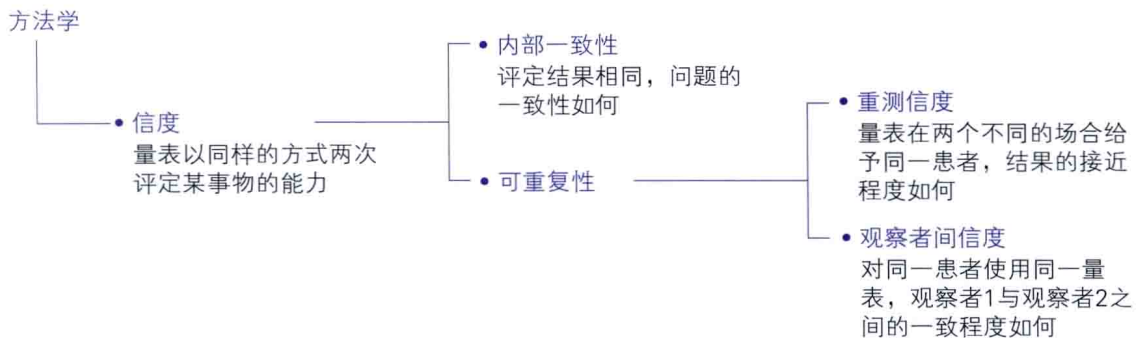 方法学
信度
量表以同样的方式两次
评定某事物的能力
内部一致性
评定结果相同，问题的
一致性如何
可重复性
重测信度
量表在两个不同的场合给
予同一患者，结果的接近
程度如何
观察者间信度
对同一患者使用同一量
表，观察者1与观察者2之
间的一致程度如何